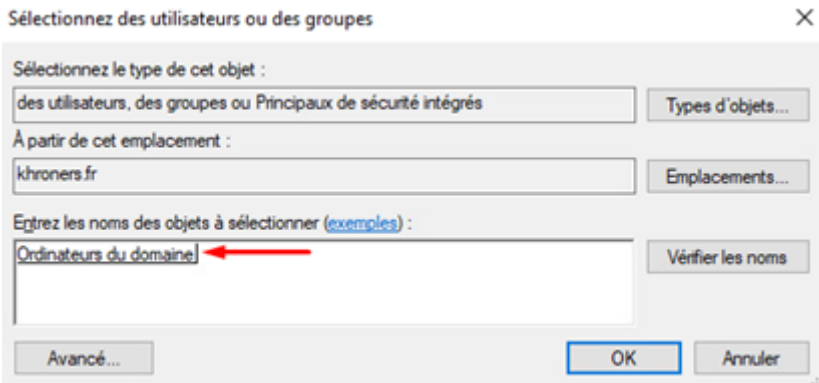 Sélectionnez des utilisateurs ou des groupes
Sélectionnez le type de cet objet :
des utilisateurs, des groupes ou Principaux de sécurité intégrés
Types d'objets...
À partir de cet emplacement :
khroners.fr
Emplacements...
Entrez les noms des objets à sélectionner (exemples) :
Ordinateurs du domaine
Vérifier les noms
Avancé...
OK
Annuler